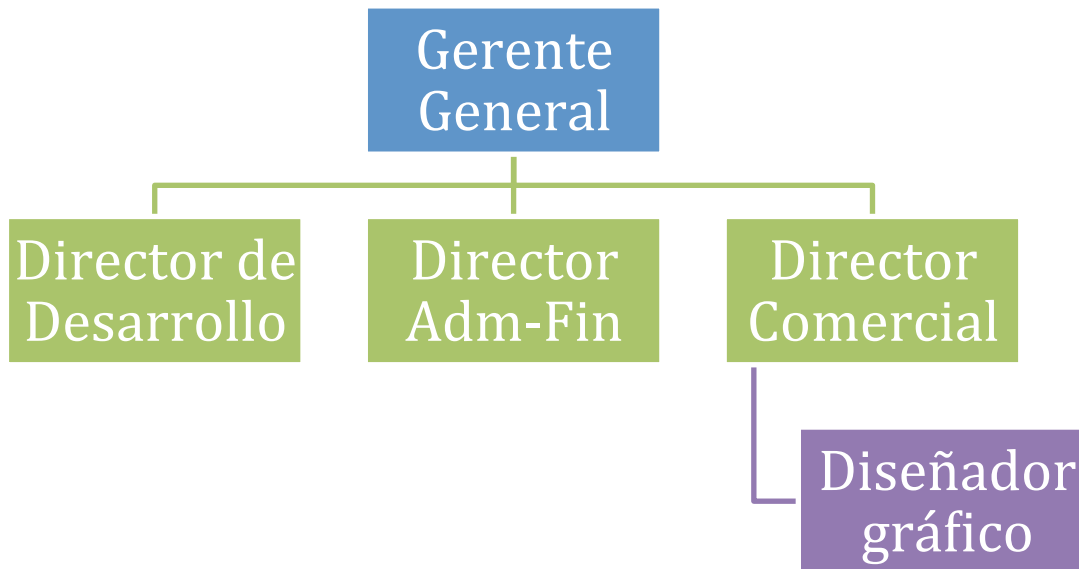 Gerente
General
Director de
Desarrollo
Director
Adm-Fin
Director
Comercial
Diseñador
gráfico